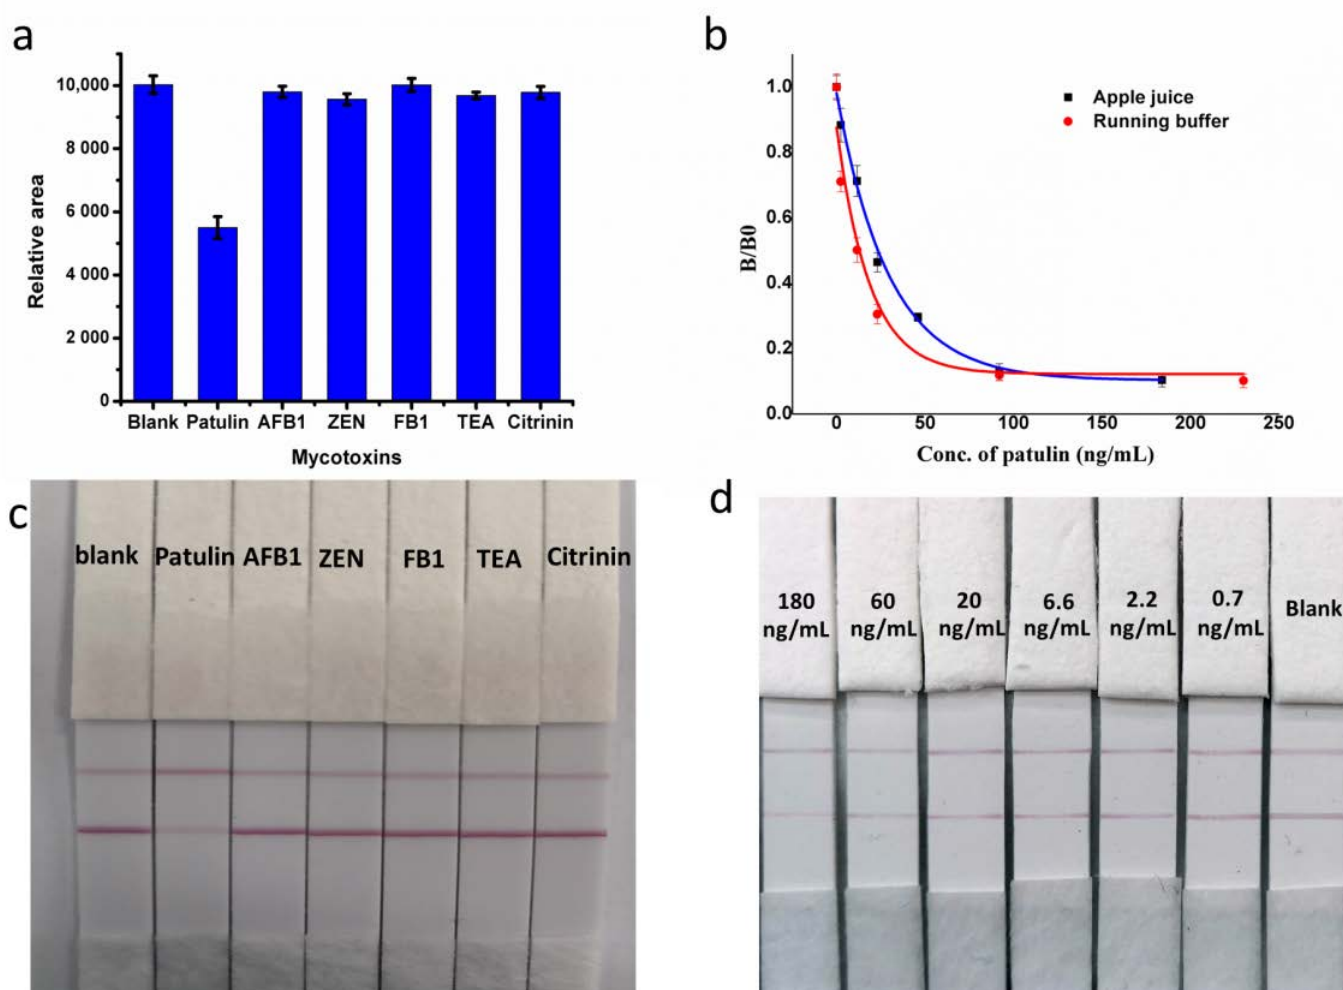 a
10,000
8 000
6 000
4 000
2 000
0
Relative area
Blank Patulin AFB1 ZEN FB1 TEA Citrinin
Mycotoxins
b
1.0
0.8
0.6
0.4
0.2
0.0
B/B0
Apple juice
Running buffer
0 50 100 150 200 250
Conc. of patulin (ng/mL)
c
blank Patulin AFB1 ZEN FB1 TEA Citrinin
d
180 ng/mL
60 ng/mL
20 ng/mL
6.6 ng/mL
2.2 ng/mL
0.7 ng/mL
Blank